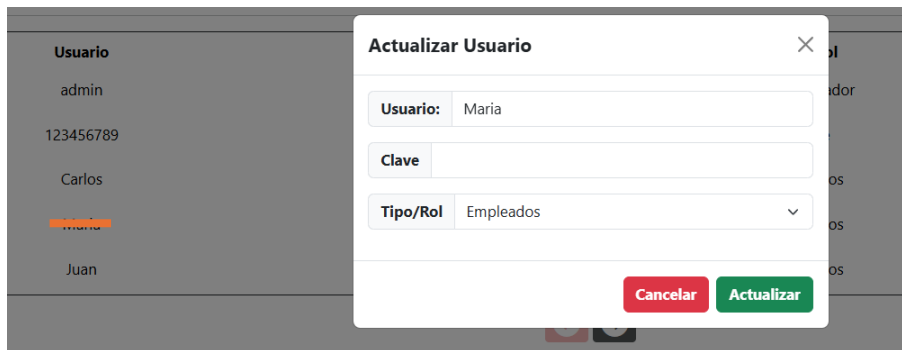 Actualizar Usuario
Usuario
admin
123456789
Carlos
Juan
Usuario: Maria
Clave
Tipo/Rol Empleados
Cancelar Actualizar